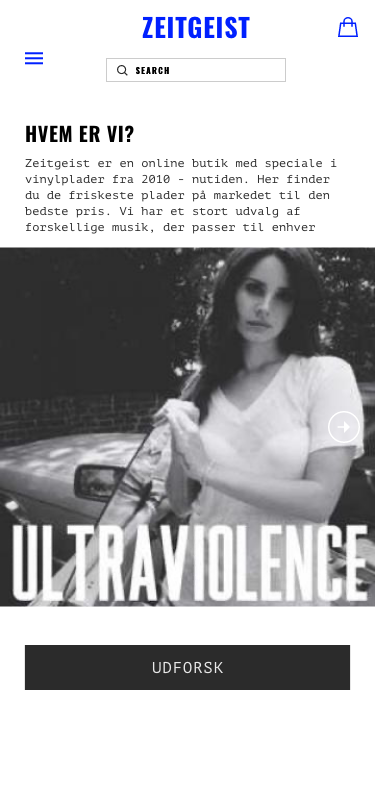 ZEITGEIST
SEARCH
HVEM ER VI?
Zeitgeist er en online butik med speciale i
vinylplader fra 2010 - nutiden. Her finder
du de friskeste plader på markedet til den
bedste pris. Vi har et stort udvalg af
forskellige musik, der passer til enhver
ULTRAVIOLENCE
UDFORSK